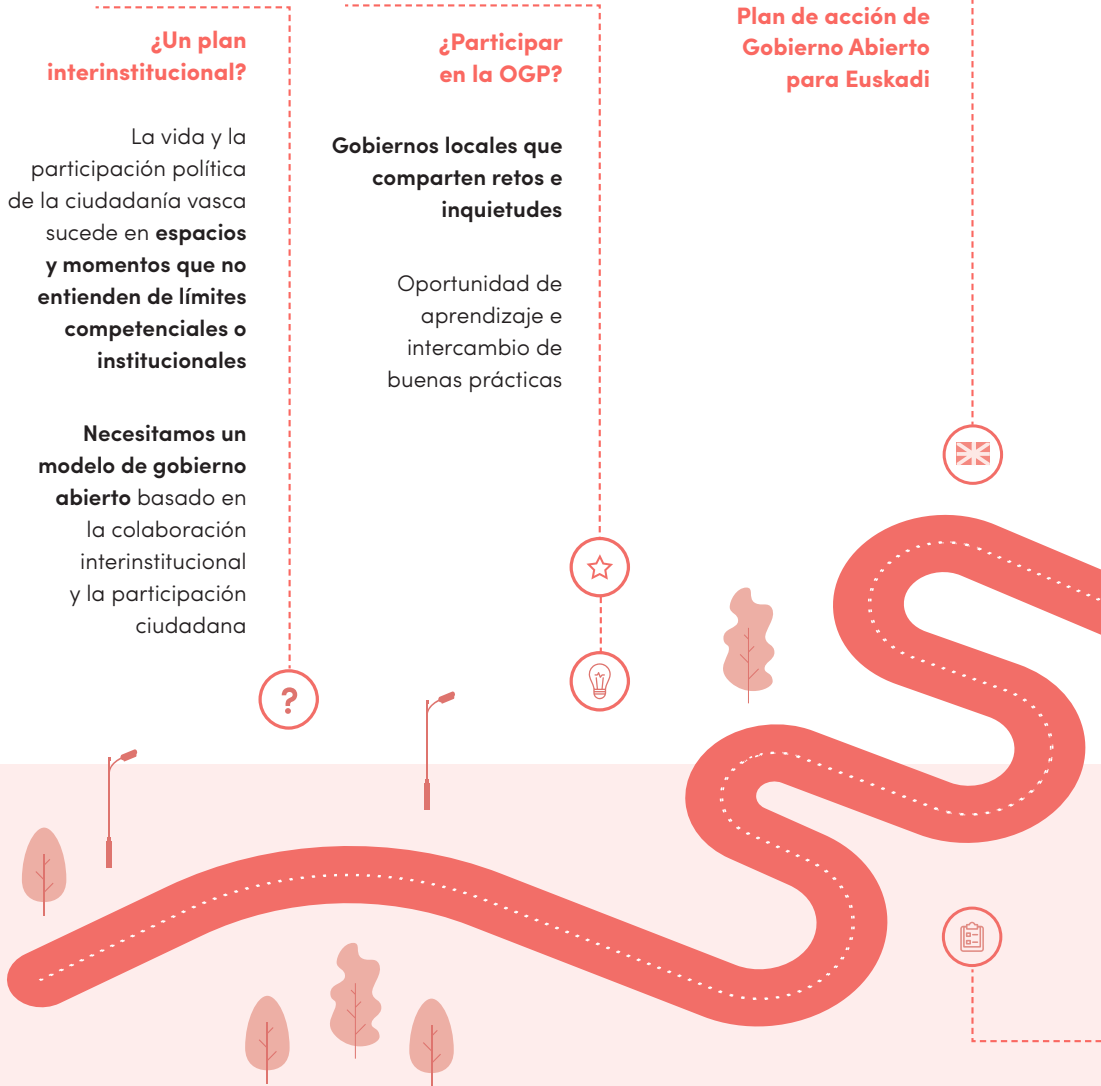 ¿Un plan
interinstitucional?
La vida y la
participación política
de la ciudadanía vasca
sucede en espacios
y momentos que no
entienden de límites
competenciales o
institucionales
Necesitamos un
modelo de gobierno
abierto basado en
la colaboración
interinstitucional
y la participación
ciudadana
?
¿Participar
en la OGP?
Gobiernos locales que
comparten retos e
inquietudes
Oportunidad de
aprendizaje e
intercambio de
buenas prácticas
Plan de acción de
Gobierno Abierto
para Euskadi